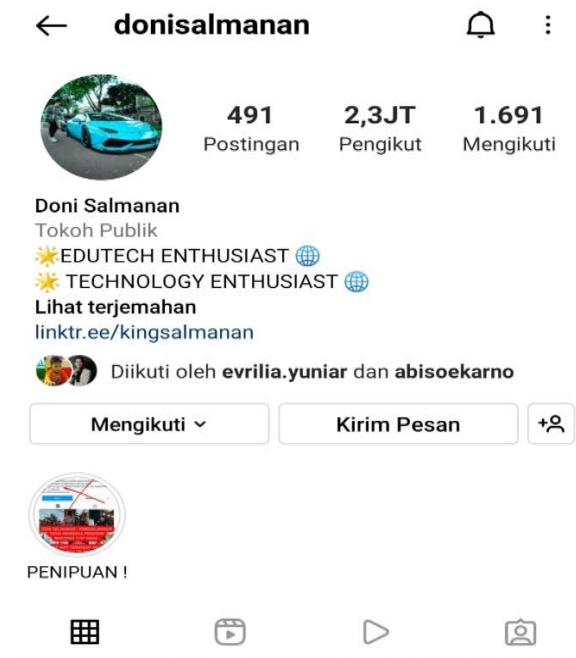 donisalmanan
491 2,3JT 1.691
Postingan Pengikut Mengikuti
Doni Salmanan
Tokoh Publik
🌟EDUTECH ENTHUSIAST 🌐
🌟 TECHNOLOGY ENTHUSIAST 🌐
Lihat terjemahan
linktr.ee/kingsalmanan
Diikuti oleh evrilia.yuniar dan abisoekarno
Mengikuti Kirim Pesan
PENIPUAN !